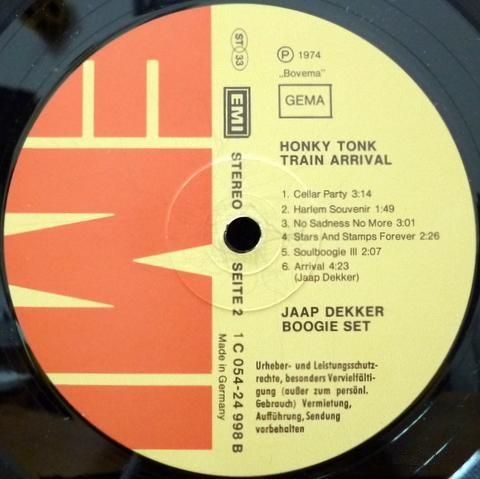 ST 33
℗ 1974
„Bovema"
GEMA
EMI
HONKY TONK
TRAIN ARRIVAL
1. Cellar Party 3:14
2. Harlem Souvenir 1:49
3. No Sadness No More 3:01
4. Stars And Stamps Forever 2:26
5. Soulboogie III 2:07
6. Arrival 4:23
(Jaap Dekker)
JAAP DEKKER
BOOGIE SET
STEREO SEITE 2 1 C 054-24 998 B
Made in Germany
Urheber- und Leistungsschutz-
rechte, besonders Vervielfälti-
gung (außer zum persönl.
Gebrauch) Vermietung,
Aufführung, Sendung
vorbehalten
EMI